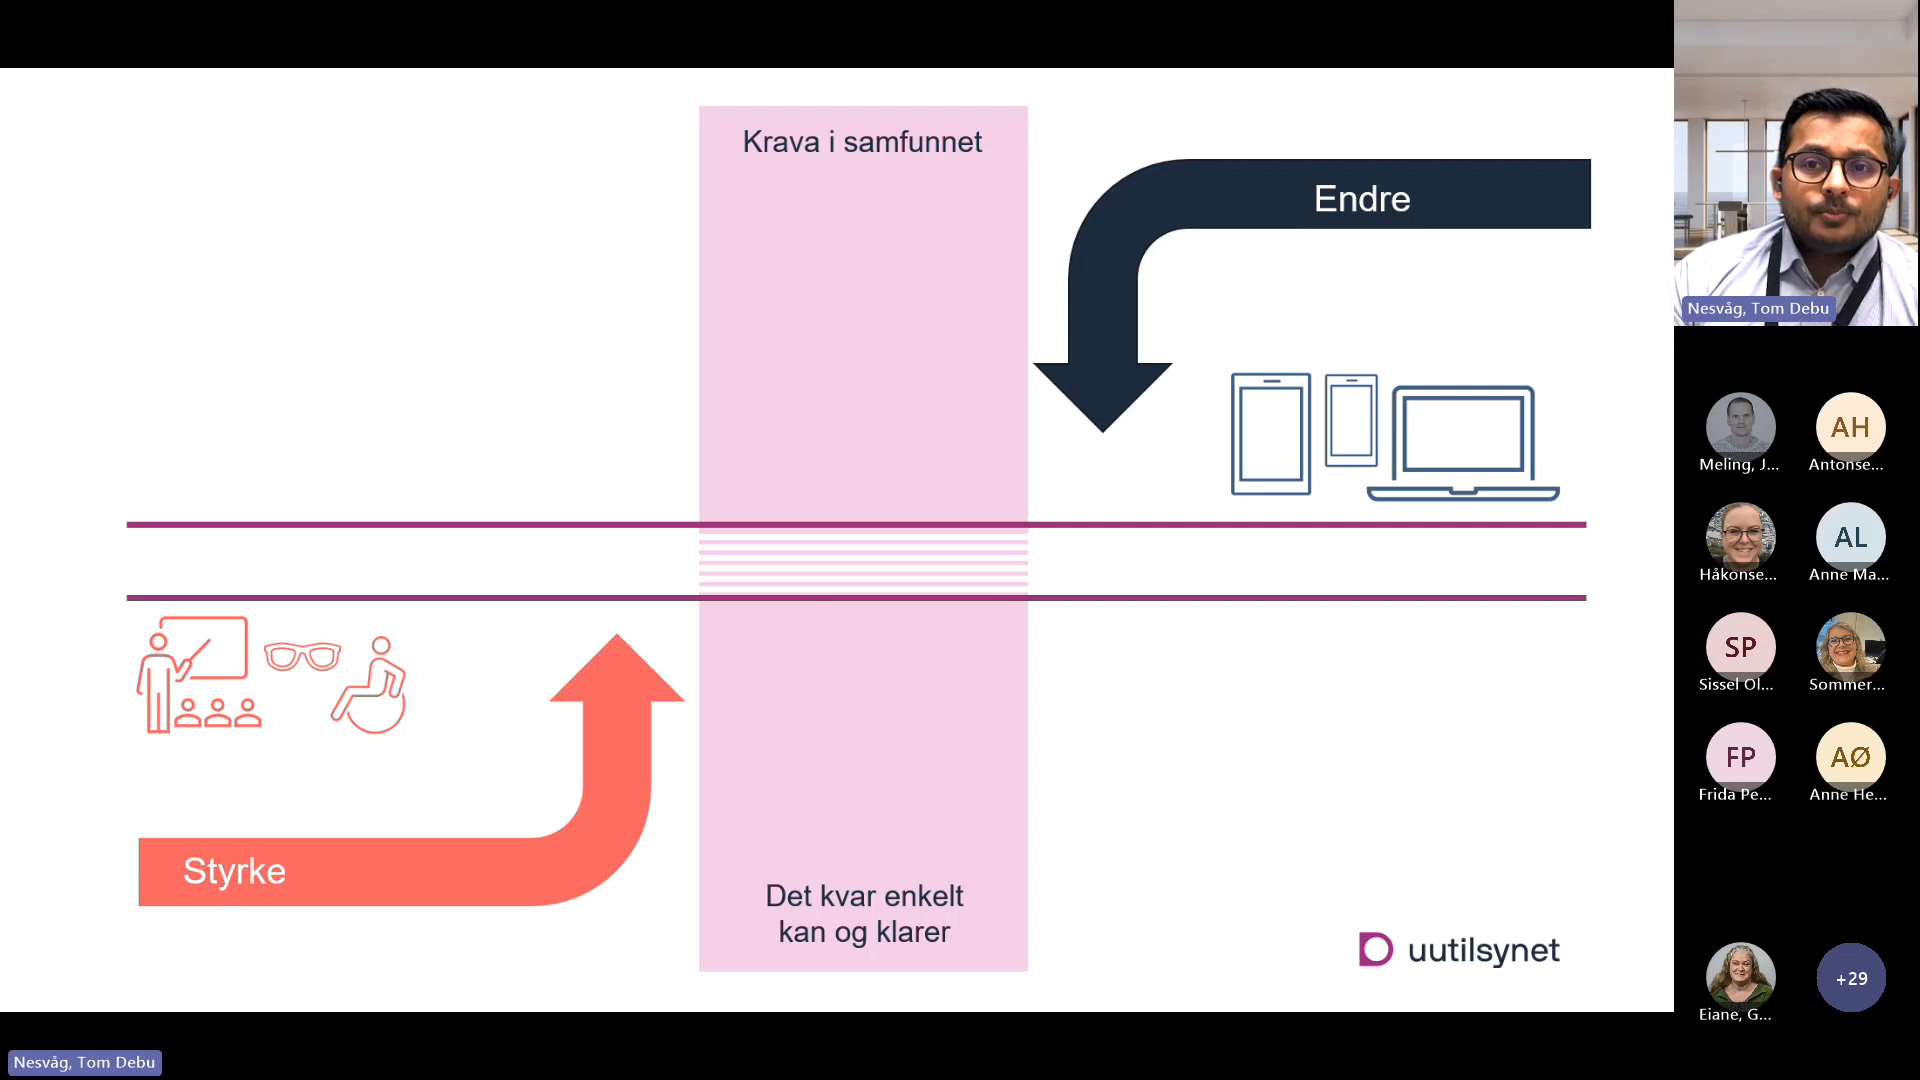 Krava i samfunnet
Endre
Styrke
Det kvar enkelt
kan og klarer
uutilsynet
Nesvåg, Tom Debu
Meling, J...
AH
Antonse...
Håkonse...
AL
Anne Ma...
SP
Sissel Ol...
Sommer...
FP
Frida Pe...
AØ
Anne He...
Eiane, G...
+29
Nesvåg, Tom Debu